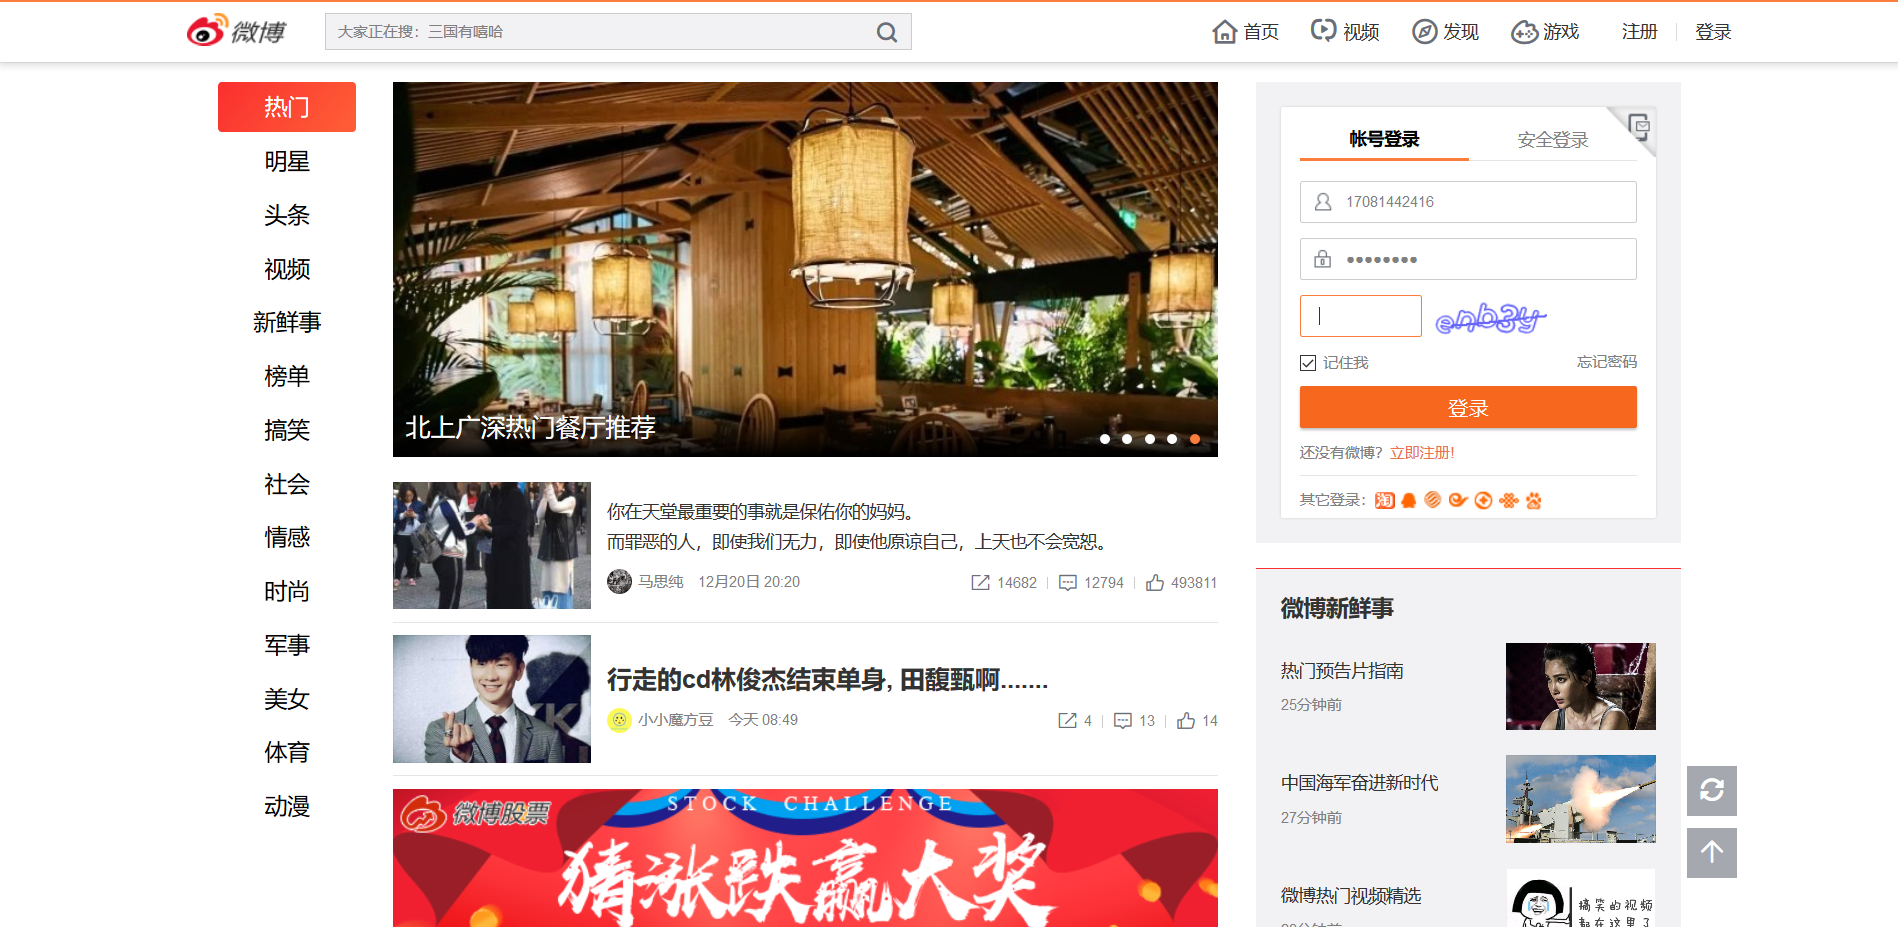 微博
大家正在搜：三国有嘻哈
首页
视频
发现
游戏
注册
登录
热门
明星
头条
视频
新鲜事
榜单
搞笑
社会
情感
时尚
军事
美女
体育
动漫
北上广深热门餐厅推荐
你在天堂最重要的事就是保佑你的妈妈。
而罪恶的人，即使我们无力，即使他原谅自己，上天也不会宽恕。
马思纯 12月20日 20:20
14682
12794
493811
行走的cd林俊杰结束单身, 田馥甄啊.......
小小魔方豆 今天 08:49
4
13
14
微博股票
STOCK CHALLENGE
猜涨跌赢大奖
帐号登录
安全登录
17081442416
enb3y
记住我
忘记密码
登录
还没有微博？立即注册!
其它登录：
淘
微博新鲜事
热门预告片指南
25分钟前
中国海军奋进新时代
27分钟前
微博热门视频精选
搞笑的视频
都在这里了